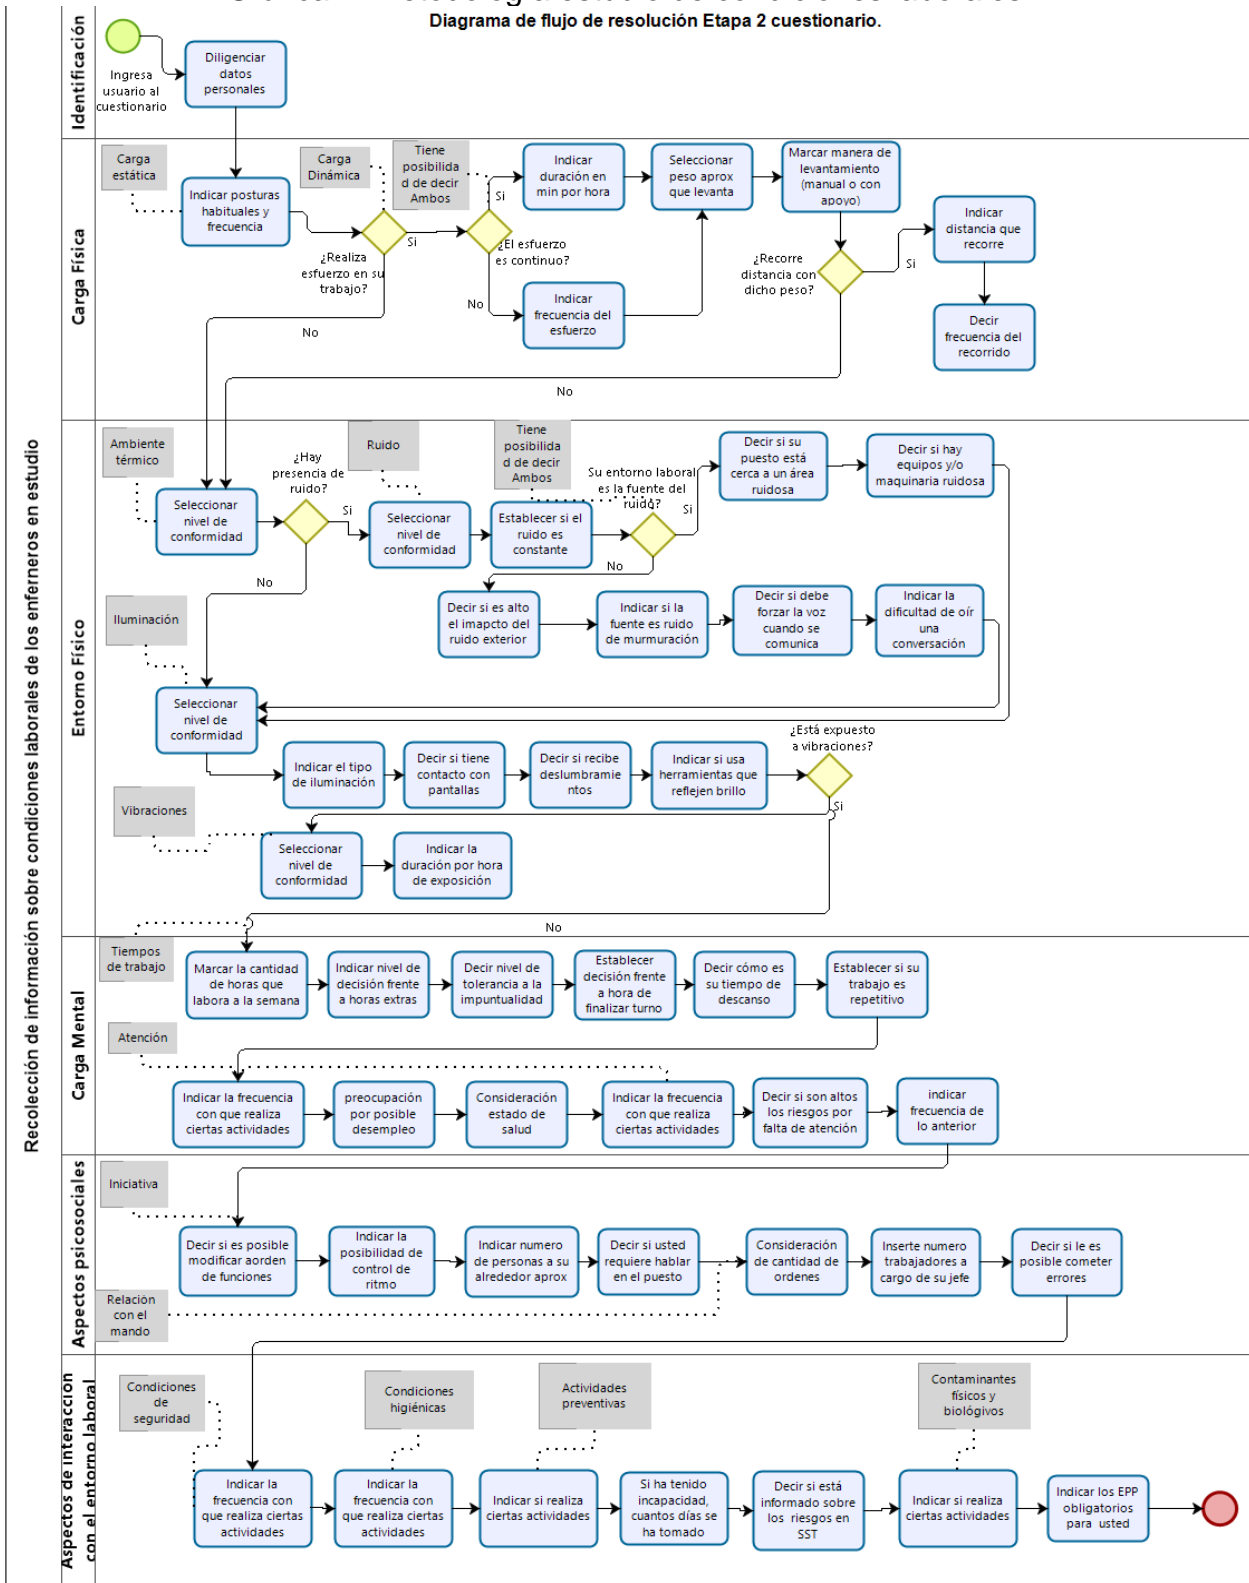 Diagrama de flujo de resolución Etapa 2 cuestionario.
Recolección de información sobre condiciones laborales de los enferneros en estudio
Identificación
Ingresa
usuario al
cuestionario
Diligenciar
datos
personales
Carga Física
Carga
estática
Indicar posturas
habituales y
frecuencia
Carga
Dinámica
¿Realiza
esfuerzo en su
trabajo?
Si
No
Tiene
posibilida
d de decir
Ambos
¿El esfuerzo
es continuo?
Si
No
Indicar
duración en
min por hora
Indicar
frecuencia del
esfuerzo
Seleccionar
peso aprox
que levanta
Marcar manera de
levantamiento
(manual o con
apoyo)
¿Recorre
distancia con
dicho peso?
Si
No
Indicar
distancia que
recorre
Decir
frecuencia del
recorrido
Entorno Físico
Ambiente
térmico
Seleccionar
nivel de
conformidad
¿Hay
presencia de
ruido?
Si
No
Ruido
Seleccionar
nivel de
conformidad
Establecer si el
ruido es
constante
Tiene
posibilida
d de decir
Ambos
Su entorno laboral
es la fuente del
ruido?
Si
No
Decir si su
puesto está
cerca a un área
ruidosa
Decir si hay
equipos y/o
maquinaria ruidosa
Decir si es alto
el imapcto del
ruido exterior
Indicar si la
fuente es ruido
de murmuración
Decir si debe
forzar la voz
cuando se
comunica
Indicar la
dificultad de oír
una
conversación
Iluminación
Seleccionar
nivel de
conformidad
Indicar el tipo
de iluminación
Decir si tiene
contacto con
pantallas
Decir si recibe
deslumbramie
ntos
Indicar si usa
herramientas que
reflejen brillo
¿Está expuesto
a vibraciones?
Si
No
Vibraciones
Seleccionar
nivel de
conformidad
Indicar la
duración por hora
de exposición
Carga Mental
Tiempos
de trabajo
Marcar la cantidad
de horas que
labora a la semana
Indicar nivel de
decisión frente
a horas extras
Decir nivel de
tolerancia a la
impuntualidad
Establecer
decisión frente
a hora de
finalizar turno
Decir cómo es
su tiempo de
descanso
Establecer si su
trabajo es
repetitivo
Atención
Indicar la frecuencia
con que realiza
ciertas actividades
preocupación
por posible
desempleo
Consideración
estado de
salud
Indicar la frecuencia
con que realiza
ciertas actividades
Decir si son altos
los riesgos por
falta de atención
indicar
frecuencia de
lo anterior
Aspectos psicosociales
Iniciativa
Decir si es posible
modificar aorden
de funciones
Indicar la
posibilidad de
control de
ritmo
Indicar numero
de personas a su
alrededor aprox
Decir si usted
requiere hablar
en el puesto
Consideración
de cantidad de
ordenes
Inserte numero
trabajadores a
cargo de su jefe
Decir si le es
posible cometer
errores
Relación
con el
mando
Aspectos de interacción
con el entorno laboral
Condiciones
de
seguridad
Indicar la
frecuencia con
que realiza ciertas
actividades
Condiciones
higiénicas
Indicar la
frecuencia con
que realiza ciertas
actividades
Actividades
preventivas
Indicar si realiza
ciertas actividades
Si ha tenido
incapacidad,
cuantos días se
ha tomado
Decir si está
informado sobre
los riesgos en
SST
Contaminantes
físicos y
biológivos
Indicar si realiza
ciertas actividades
Indicar los EPP
obligatorios
para usted